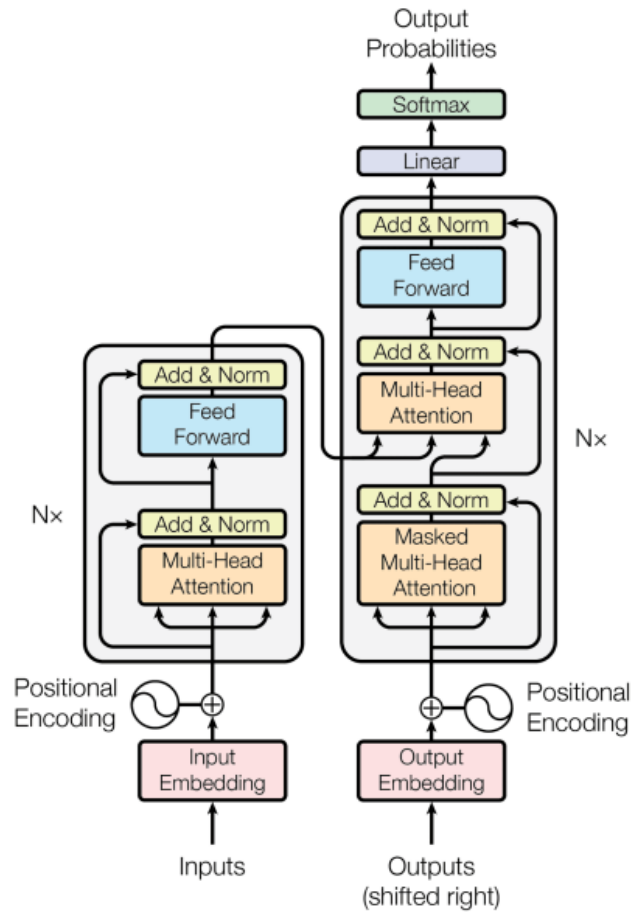 Output
Probabilities
Softmax
Linear
Add & Norm
Feed
Forward
Add & Norm
Multi-Head
Attention
Add & Norm
Masked
Multi-Head
Attention
N×
Add & Norm
Feed
Forward
Add & Norm
Multi-Head
Attention
N×
Positional
Encoding
Positional
Encoding
Input
Embedding
Output
Embedding
Inputs
Outputs
(shifted right)